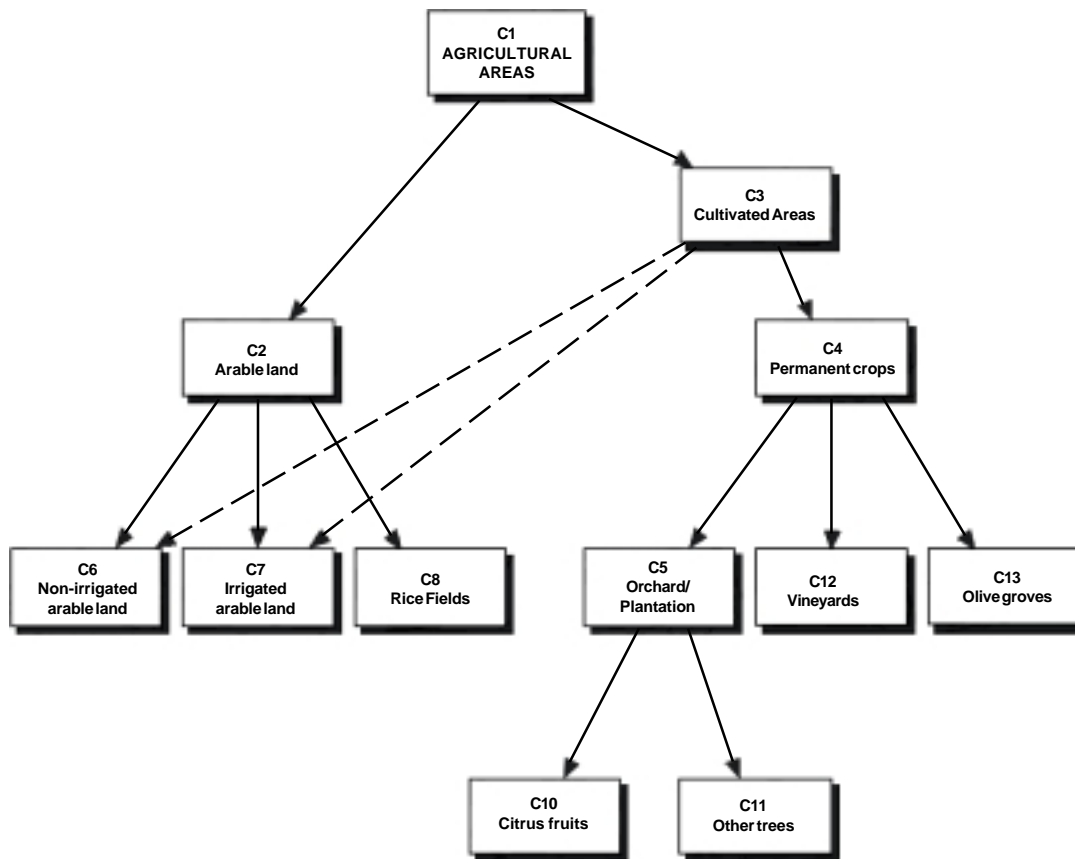 C1
AGRICULTURAL
AREAS
C3
Cultivated Areas
C2
Arable land
C4
Permanent crops
C6
Non-irrigated
arable land
C7
Irrigated
arable land
C8
Rice Fields
C5
Orchard/
Plantation
C12
Vineyards
C13
Olive groves
C10
Citrus fruits
C11
Other trees